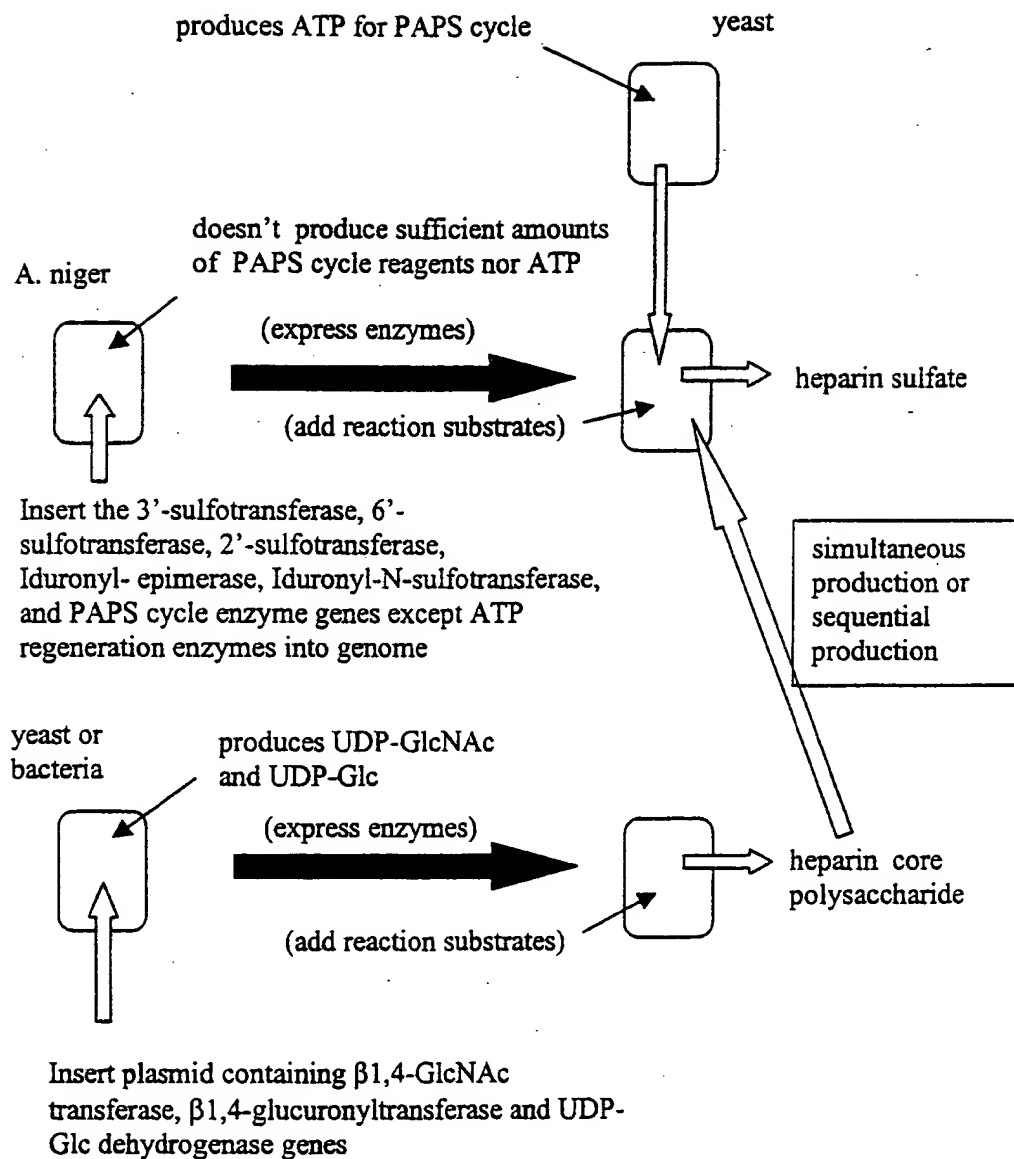 produces ATP for PAPS cycle
yeast
doesn't produce sufficient amounts
of PAPS cycle reagents nor ATP
A. niger
(express enzymes)
(add reaction substrates)
heparin sulfate
Insert the 3'-sulfotransferase, 6'-
sulfotransferase, 2'-sulfotransferase,
Iduronyl- epimerase, Iduronyl-N-sulfotransferase,
and PAPS cycle enzyme genes except ATP
regeneration enzymes into genome
simultaneous
production or
sequential
production
yeast or
bacteria
produces UDP-GlcNAc
and UDP-Glc
(express enzymes)
(add reaction substrates)
heparin core
polysaccharide
Insert plasmid containing β1,4-GlcNAc
transferase, β1,4-glucuronyltransferase and UDP-
Glc dehydrogenase genes